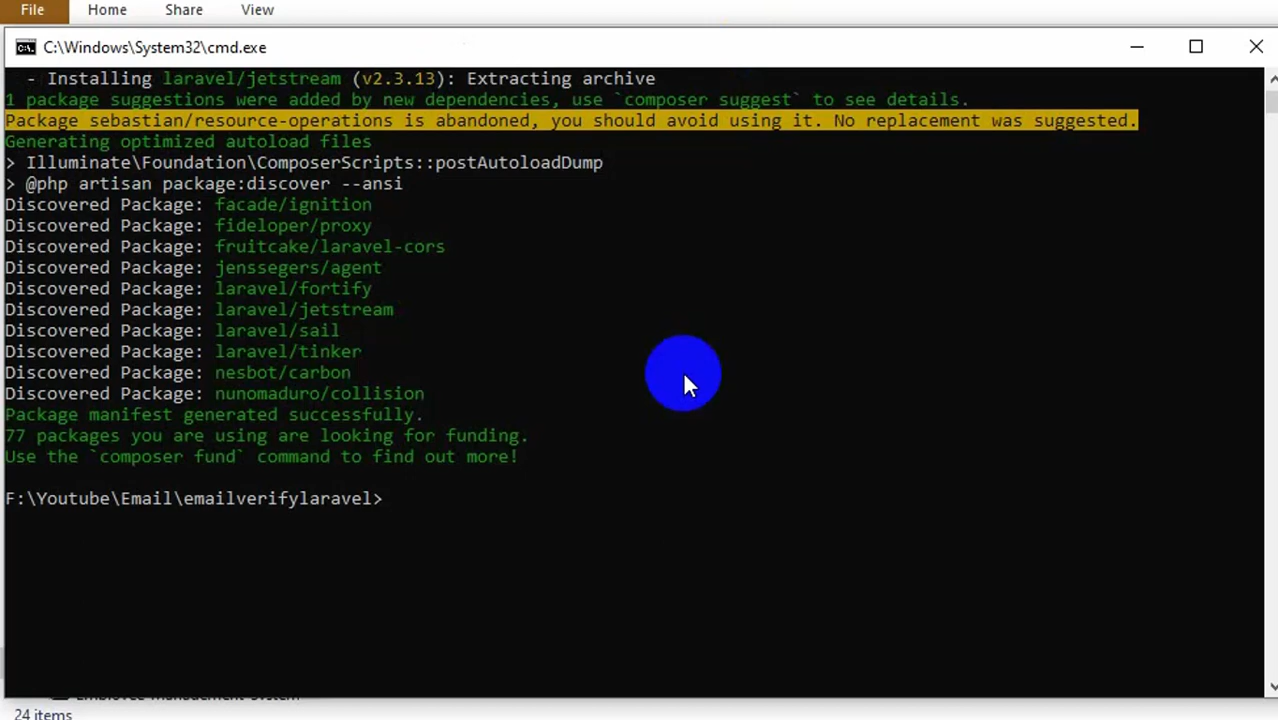 File Home Share View
C:\Windows\System32\cmd.exe
- Installing laravel/jetstream (v2.3.13): Extracting archive
1 package suggestions were added by new dependencies, use `composer suggest` to see details.
Package sebastian/resource-operations is abandoned, you should avoid using it. No replacement was suggested.
Generating optimized autoload files
> Illuminate\Foundation\ComposerScripts::postAutoloadDump
> @php artisan package:discover --ansi
Discovered Package: facade/ignition
Discovered Package: fideloper/proxy
Discovered Package: fruitcake/laravel-cors
Discovered Package: jenssegers/agent
Discovered Package: laravel/fortify
Discovered Package: laravel/jetstream
Discovered Package: laravel/sail
Discovered Package: laravel/tinker
Discovered Package: nesbot/carbon
Discovered Package: nunomaduro/collision
Package manifest generated successfully.
77 packages you are using are looking for funding.
Use the `composer fund` command to find out more!
F:\Youtube\Email\emailverifylaravel>
24 items